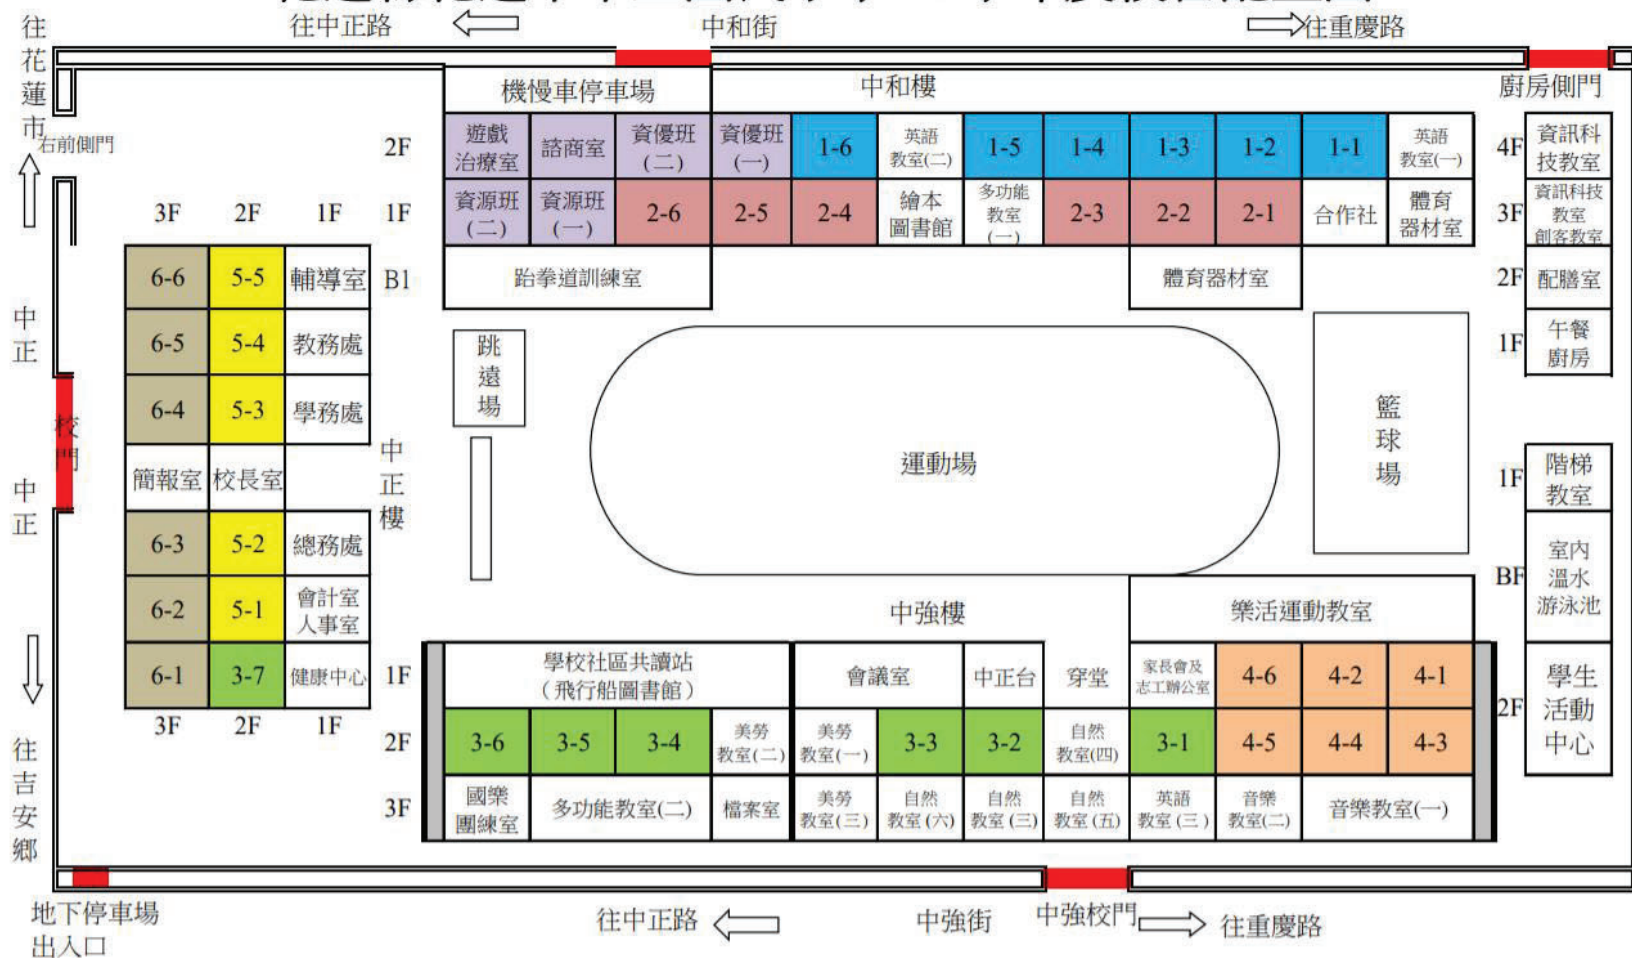 往中正路
中和街
往重慶路
往花蓮市
右前側門
機慢車停車場
中和樓
廚房側門
2F
遊戲
治療室
諮商室
資優班
(二)
資優班
(一)
1-6
英語
教室(二)
1-5
1-4
1-3
1-2
1-1
英語
教室(一)
4F
資訊科
技教室
3F
2F
1F
1F
資源班
(二)
資源班
(一)
2-6
2-5
2-4
繪本
圖書館
多功能
教室
(一)
2-3
2-2
2-1
合作社
體育
器材室
3F
資訊科技
教室
創客教室
6-6
5-5
輔導室
B1
跆拳道訓練室
體育器材室
2F
配膳室
中正
6-5
5-4
教務處
跳遠場
1F
午餐
廚房
6-4
5-3
學務處
校門
籃球場
運動場
中正樓
簡報室
校長室
中正
1F
階梯
教室
6-3
5-2
總務處
BF
室內
溫水
游泳池
6-2
5-1
會計室
人事室
中強樓
樂活運動教室
6-1
3-7
健康中心
1F
學校社區共讀站
(飛行船圖書館)
會議室
中正台
穿堂
家長會及
志工辦公室
4-6
4-2
4-1
2F
學生
活動
中心
3F
2F
1F
2F
3-6
3-5
3-4
美勞
教室(二)
美勞
教室(一)
3-3
3-2
自然
教室(四)
3-1
4-5
4-4
4-3
往吉安鄉
3F
國樂
團練室
多功能教室(二)
檔案室
美勞
教室(三)
自然
教室(六)
自然
教室(三)
自然
教室(五)
英語
教室(三)
音樂
教室(二)
音樂教室(一)
地下停車場
出入口
往中正路
中強街
中強校門
往重慶路